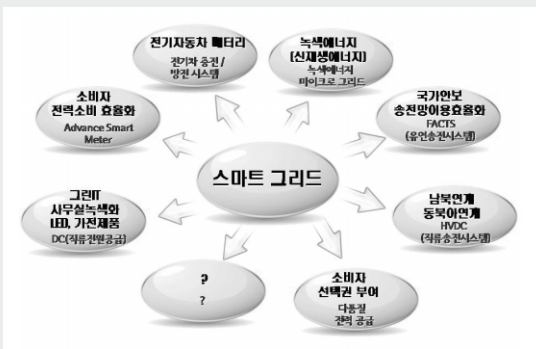 전기자동차 배터리
전기차 충전 /
방전 시스템
녹색에너지
(신재생에너지)
녹색에너지
마이크로 그리드
소비자
전력소비 효율화
Advance Smart
Meter
국가안보
송전망이용효율화
FACTS
(유연송전시스템)
스마트 그리드
그린IT
사무실녹색화
LED, 가전제품
DC(직류전원공급)
남북연계
동북아연계
HVDC
(직류송전시스템)
?
?
소비자
선택권 부여
다품질
전력 공급